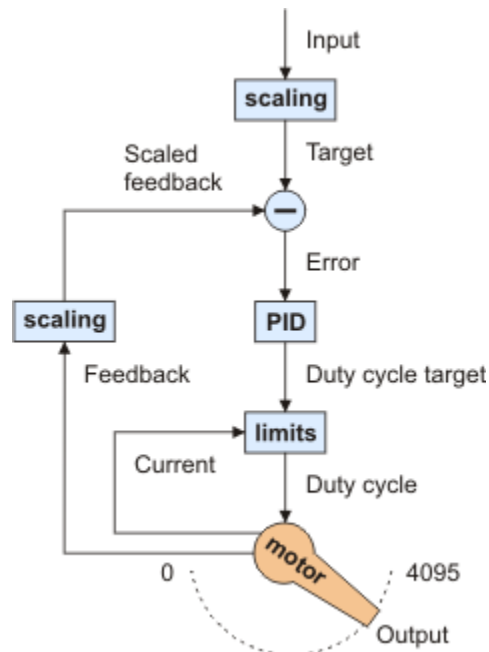 Input
scaling
Target
Scaled
feedback
−
Error
scaling
PID
Feedback
Duty cycle target
limits
Current
Duty cycle
motor
0
4095
Output